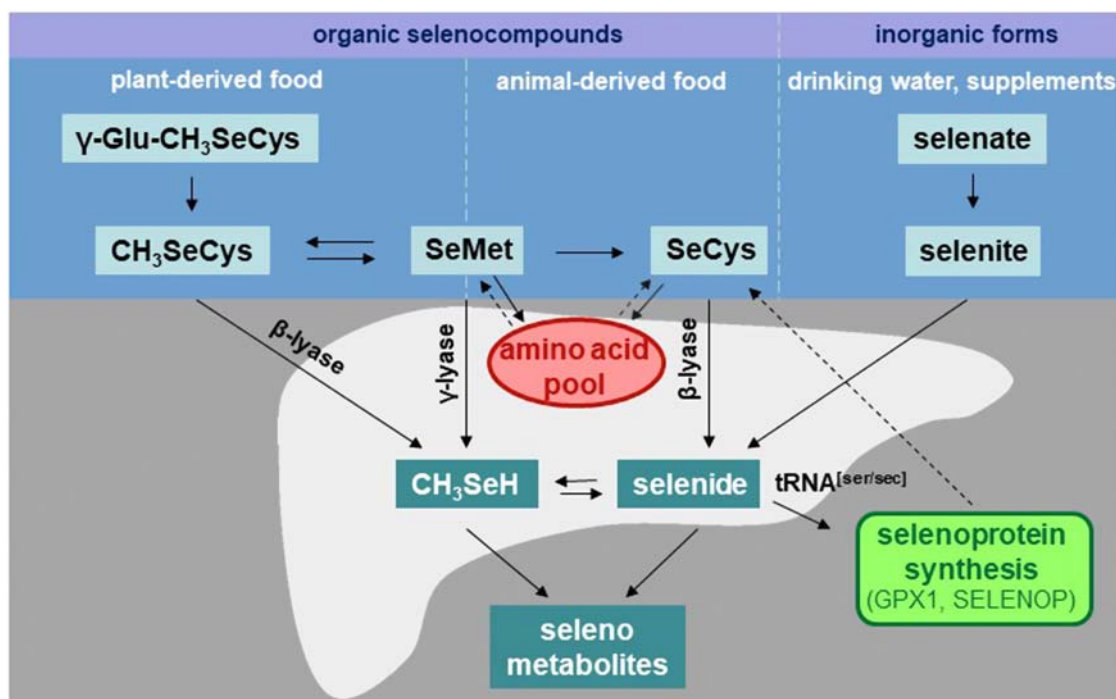 organic selenocompounds
inorganic forms
plant-derived food
animal-derived food
drinking water, supplements
γ-Glu-CH₃SeCys
selenate
CH₃SeCys
SeMet
SeCys
selenite
β-lyase
γ-lyase
amino acid
pool
β-lyase
CH₃SeH
selenide
tRNA[ser/sec]
selenoprotein
synthesis
(GPX1, SELENOP)
seleno
metabolites